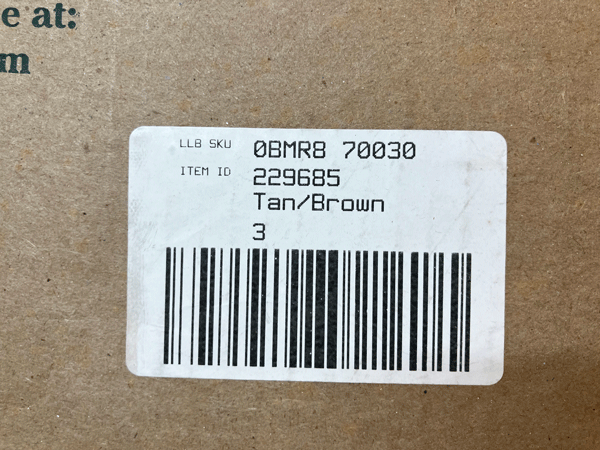 e at:
m
LLB SKU 0BMR8 70030
ITEM ID 229685
Tan/Brown
3